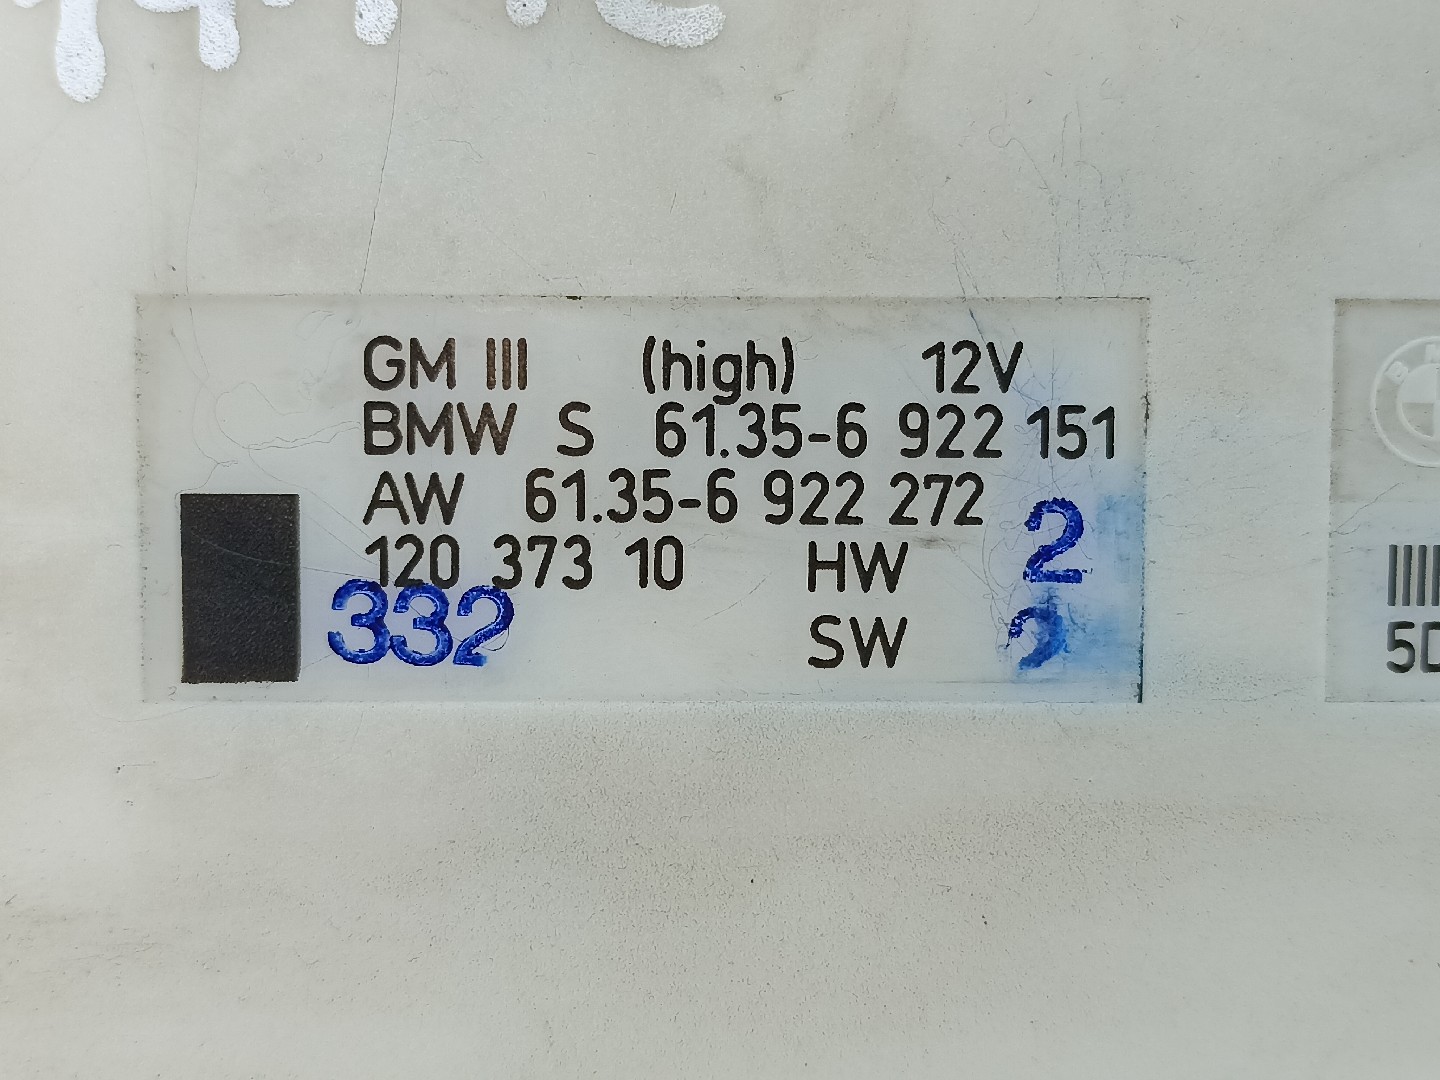 GM III (high) 12V
BMW S 61.35-6 922 151
AW 61.35-6 922 272
120 373 10 HW 2
332 SW
5